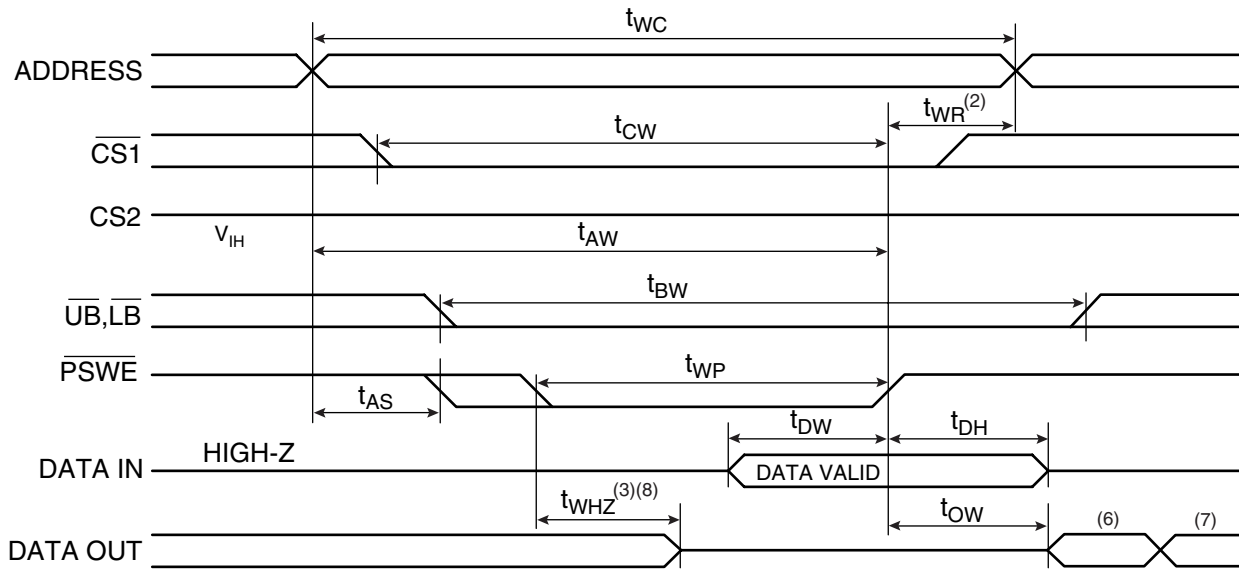 tWC
ADDRESS
tWR(2)
tCW
CS1
CS2
VIH
tAW
tBW
UB,LB
PSWE
tWP
tAS
tDW
tDH
HIGH-Z
DATA IN
DATA VALID
tWHZ(3)(8)
tOW
(6)
(7)
DATA OUT